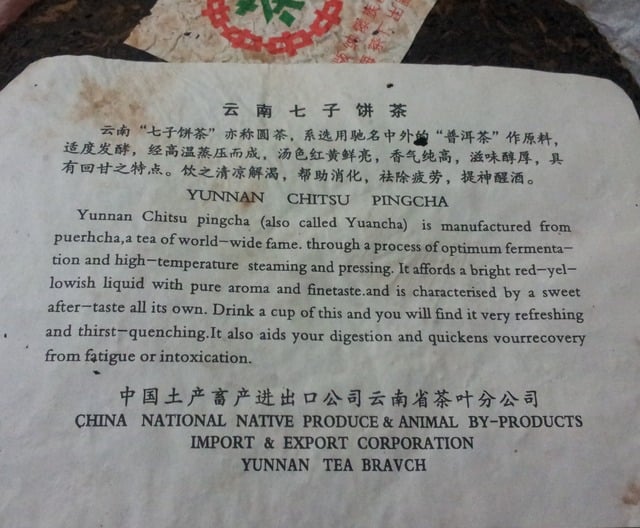 云南七子饼茶
云南“七子饼茶”亦称圆茶，系选用驰名中外的“普洱茶”作原料，
适度发酵，经高温蒸压而成，汤色红黄鲜亮，香气纯高，滋味醇厚，具
有回甘之特点。饮之清凉解渴，帮助消化，祛除疲劳，提神醒酒。
YUNNAN CHITSU PINGCHA
Yunnan Chitsu pingcha (also called Yuancha) is manufactured from
puerhcha,a tea of world-wide fame. through a process of optimum fermenta-
tion and high-temperature steaming and pressing. It affords a bright red-yel-
lowish liquid with pure aroma and finetaste.and is characterised by a sweet
after-taste all its own. Drink a cup of this and you will find it very refreshing
and thirst-quenching.It also aids your digestion and quickens vourrecovery
from fatigue or intoxication.
中国土产畜产进出口公司云南省茶叶分公司
CHINA NATIONAL NATIVE PRODUCE & ANIMAL BY-PRODUCTS
IMPORT & EXPORT CORPORATION
YUNNAN TEA BRAVCH